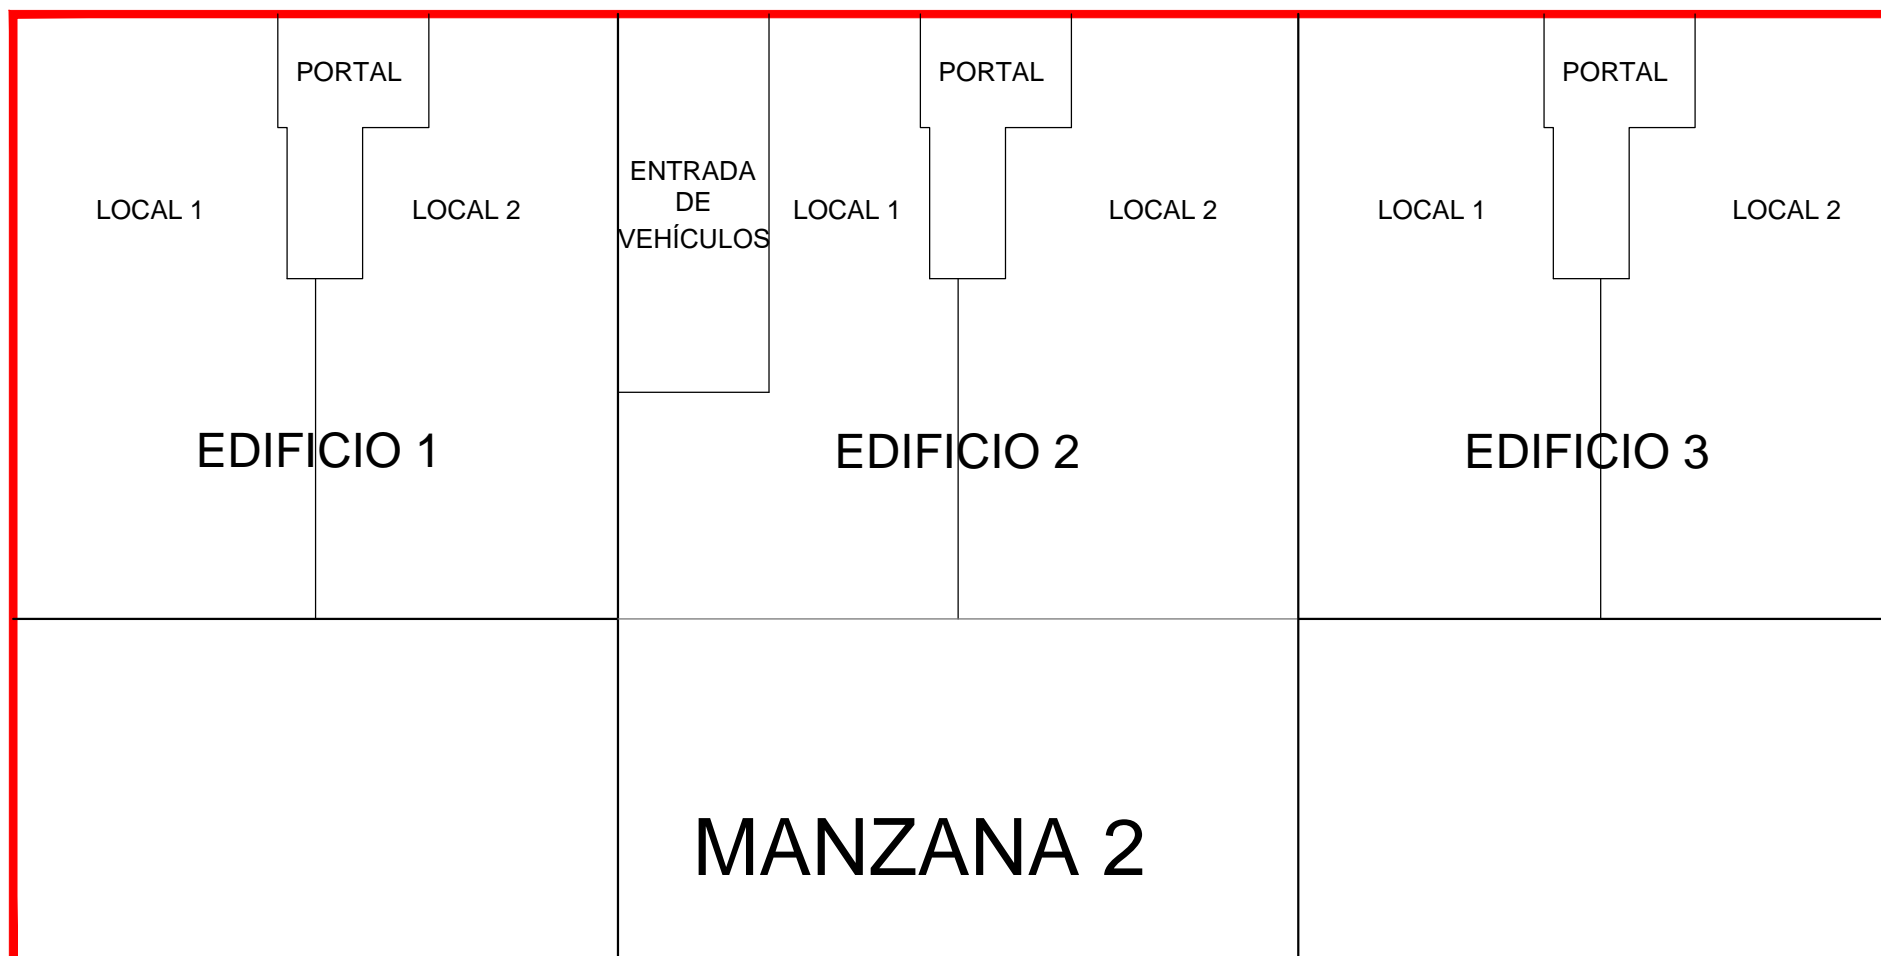 PORTAL
PORTAL
PORTAL
ENTRADA
DE
VEHÍCULOS
LOCAL 1
LOCAL 2
LOCAL 1
LOCAL 2
LOCAL 1
LOCAL 2
EDIFICIO 1
EDIFICIO 2
EDIFICIO 3
MANZANA 2